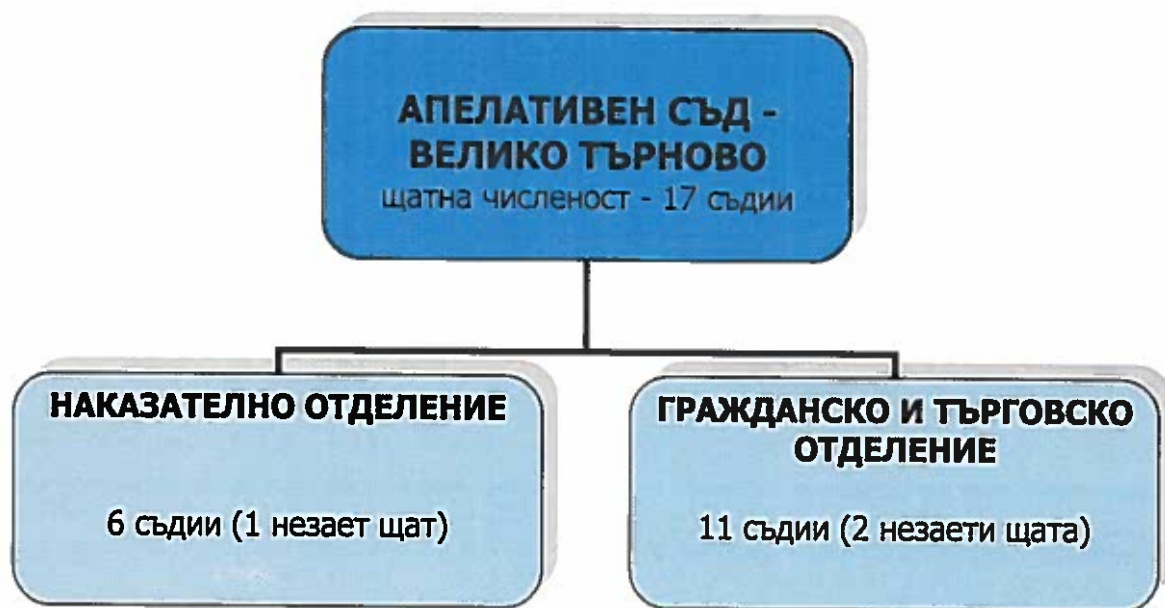 АПЕЛАТИВЕН СЪД -
ВЕЛИКО ТЪРНОВО
щатна численост - 17 съдии
НАКАЗАТЕЛНО ОТДЕЛЕНИЕ
6 съдии (1 незает щат)
ГРАЖДАНСКО И ТЪРГОВСКО
ОТДЕЛЕНИЕ
11 съдии (2 незаети щата)